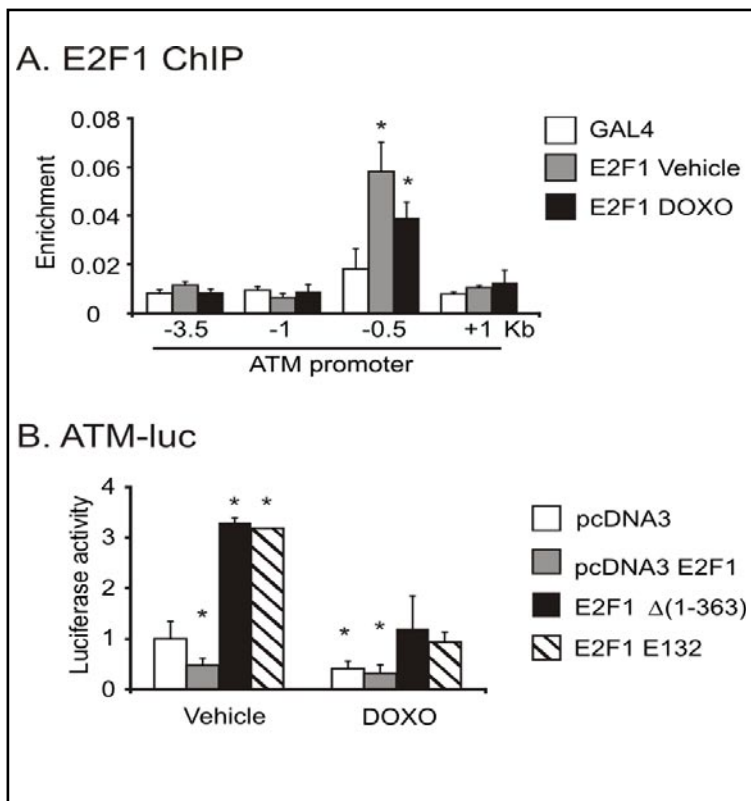 A. E2F1 ChIP
0.08
0.06
0.04
0.02
0
Enrichment
* *
GAL4
E2F1 Vehicle
E2F1 DOXO
-3.5 -1 -0.5 +1 Kb
ATM promoter
B. ATM-luc
4
3
2
1
0
Luciferase activity
* * * * *
pcDNA3
pcDNA3 E2F1
E2F1 Δ(1-363)
E2F1 E132
Vehicle DOXO